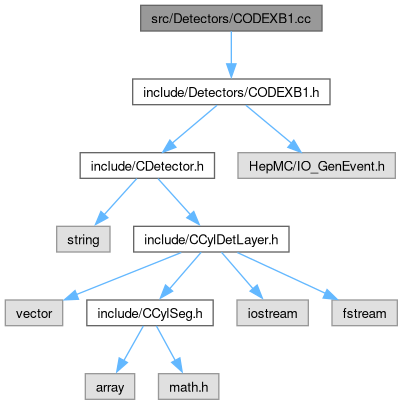 src/Detectors/CODEXB1.cc
include/Detectors/CODEXB1.h
include/CDetector.h
HepMC/IO_GenEvent.h
string
include/CCylDetLayer.h
vector
include/CCylSeg.h
iostream
fstream
array
math.h